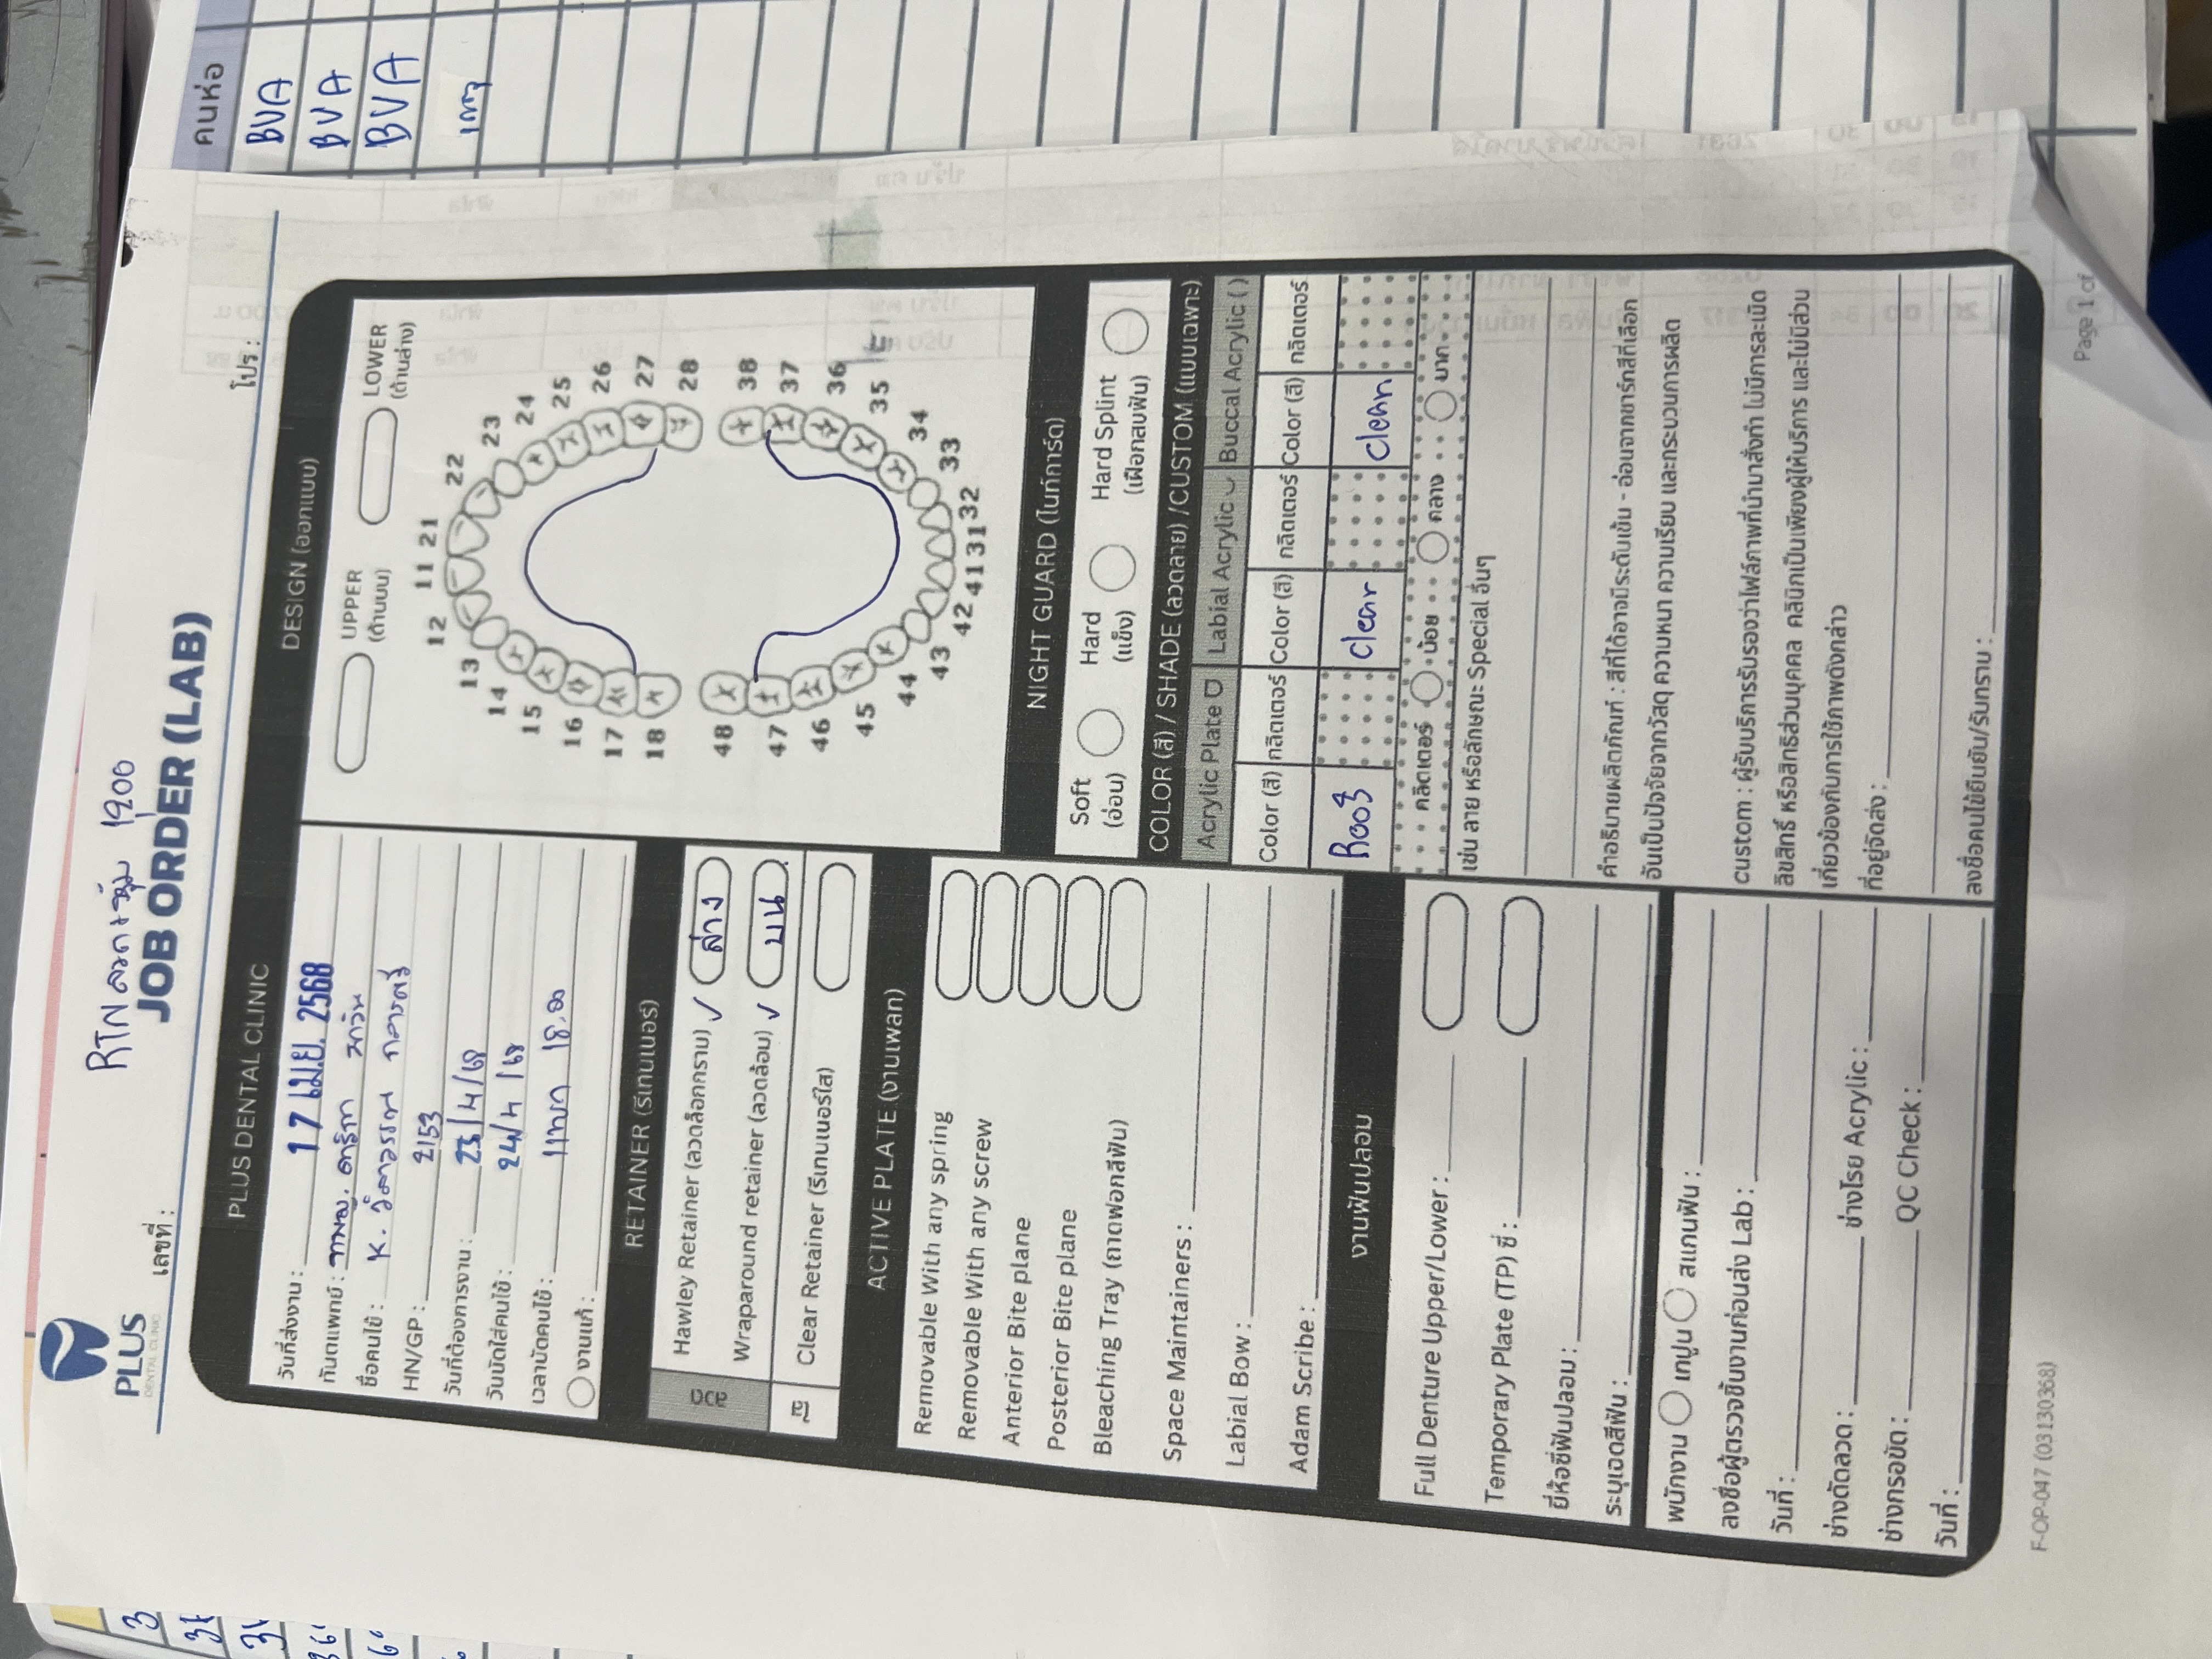 PLUS
DENTAL CLINIC
RTN ลวด+หุ้ม 1200
เลขที่ :
JOB ORDER (LAB)
โปร :
PLUS DENTAL CLINIC
วันที่ส่งงาน : 17 เม.ย. 2568
ทันตแพทย์ : ทพญ.
ชื่อคนไข้ : K.
HN/GP : 2153
วันที่ต้องการงาน : 23/4/68
วันนัดใส่คนไข้ : 24/4/68
เวลานัดคนไข้ : 18.00
งานแก้ :
RETAINER (รีเทนเนอร์)
ลวด
Hawley Retainer (ลวดล็อกกราม) ✓ ล่าง
Wraparound retainer (ลวดล้อม) ✓ บน
ใส
Clear Retainer (รีเทนเนอร์ใส)
ACTIVE PLATE (งานเพลท)
Removable With any spring
Removable With any screw
Anterior Bite plane
Posterior Bite plane
Bleaching Tray (ถาดฟอกสีฟัน)
Space Maintainers :
Labial Bow :
Adam Scribe :
งานฟันปลอม
Full Denture Upper/Lower :
Temporary Plate (TP) ซี่ :
ยี่ห้อซี่ฟันปลอม :
ระบุเฉดสีฟัน :
พนักงาน เทปูน สแกนฟัน :
ลงชื่อผู้ตรวจชิ้นงานก่อนส่ง Lab :
วันที่ :
ช่างดัดลวด : ช่างโรย Acrylic :
ช่างกรอขัด : QC Check :
วันที่ :
DESIGN (ออกแบบ)
UPPER
(ด้านบน)
LOWER
(ด้านล่าง)
11 21
12 22
13 23
14 24
15 25
16 26
17 27
18 28
48 38
47 37
46 36
45 35
44 34
43 33
42 41 31 32
NIGHT GUARD (ไนท์การ์ด)
Soft
(อ่อน)
Hard
(แข็ง)
Hard Splint
(เฝือกสบฟัน)
COLOR (สี) / SHADE (ลวดลาย) /CUSTOM (แบบเฉพาะ)
Acrylic Plate Labial Acrylic Buccal Acrylic ( )
Color (สี) กลิตเตอร์ Color (สี) กลิตเตอร์ Color (สี) กลิตเตอร์
R003 clear clear
คลิตเตอร์ น้อย กลาง มาก
เช่น ลาย หรือลักษณะ Special อื่นๆ
คำอธิบายผลิตภัณฑ์ : สีที่ได้อาจมีระดับเข้ม - อ่อนจากชาร์กสีที่เลือก
อันเป็นปัจจัยจากวัสดุ ความหนา ความเรียบ และกระบวนการผลิต
custom : ผู้รับบริการรับรองว่าไฟล์ภาพที่นำมาสั่งทำ ไม่มีการละเมิด
ลิขสิทธิ์ หรือสิทธิส่วนบุคคล คลินิกเป็นเพียงผู้ให้บริการ และไม่มีส่วน
เกี่ยวข้องกับการใช้ภาพดังกล่าว
ที่อยู่จัดส่ง :
ลงชื่อคนไข้ยืนยัน/รับทราบ :
F-OP-047 (03130368)
Page 1 of
คนห่อ
BVA
BVA
BVA